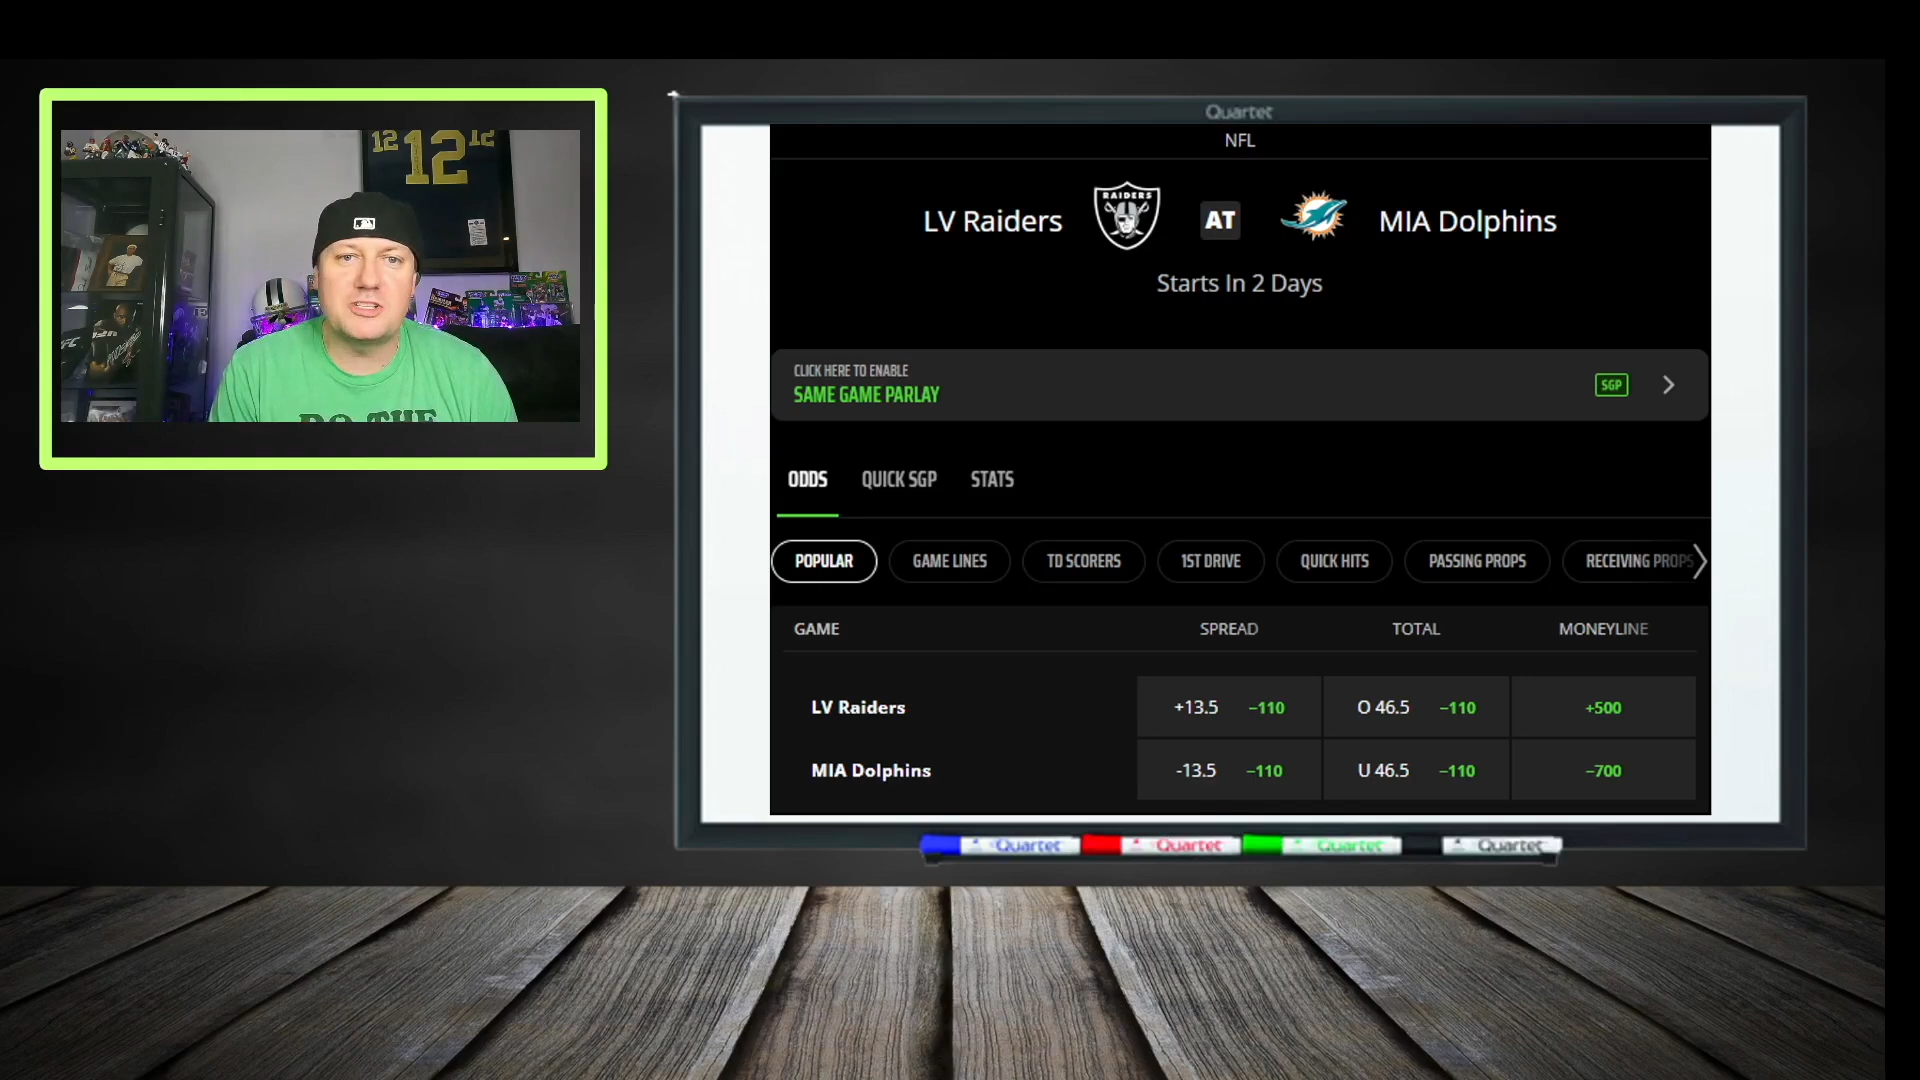 12 12 12
DO THE
Quartet
NFL
RAIDERS
LV Raiders AT MIA Dolphins
Starts In 2 Days
CLICK HERE TO ENABLE
SAME GAME PARLAY SGP
ODDS QUICK SGP STATS
POPULAR GAME LINES TD SCORERS 1ST DRIVE QUICK HITS PASSING PROPS RECEIVING PROPS
GAME SPREAD TOTAL MONEYLINE
LV Raiders +13.5 −110 O 46.5 −110 +500
MIA Dolphins -13.5 −110 U 46.5 −110 −700
Quartet Quartet Quartet Quartet